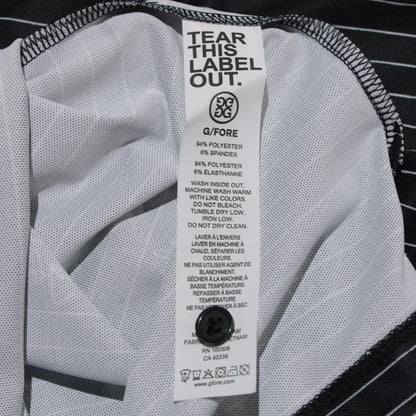 TEAR
THIS
LABEL
OUT.
G/FORE
94% POLYESTER
6% SPANDEX
94% POLYESTER
6% ÉLASTHANNE
WASH INSIDE OUT.
MACHINE WASH WARM
WITH LIKE COLORS.
DO NOT BLEACH.
TUMBLE DRY LOW.
IRON LOW.
DO NOT DRY CLEAN.
LAVER À L'ENVERS
LAVER EN MACHINE À
CHAUD, SÉPARER LES
COULEURS.
NE PAS UTILISER AGENT DE
BLANCHIMENT.
SÉCHER EN MACHINE À
BASSE TEMPÉRATURE
REPASSER À BASSE
TEMPÉRATURE
NE PAS NETTOYER À SEC
RN 100308
CA 40339
www.gfore.com